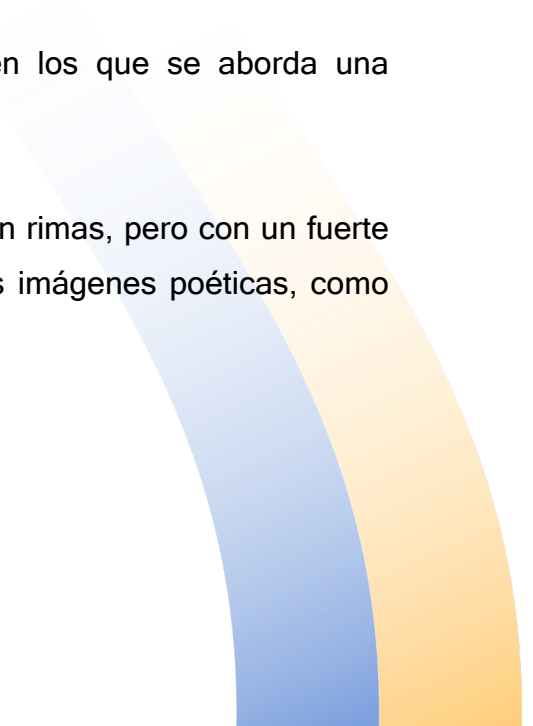 en los que se aborda una
n rimas, pero con un fuerte
s imágenes poéticas, como